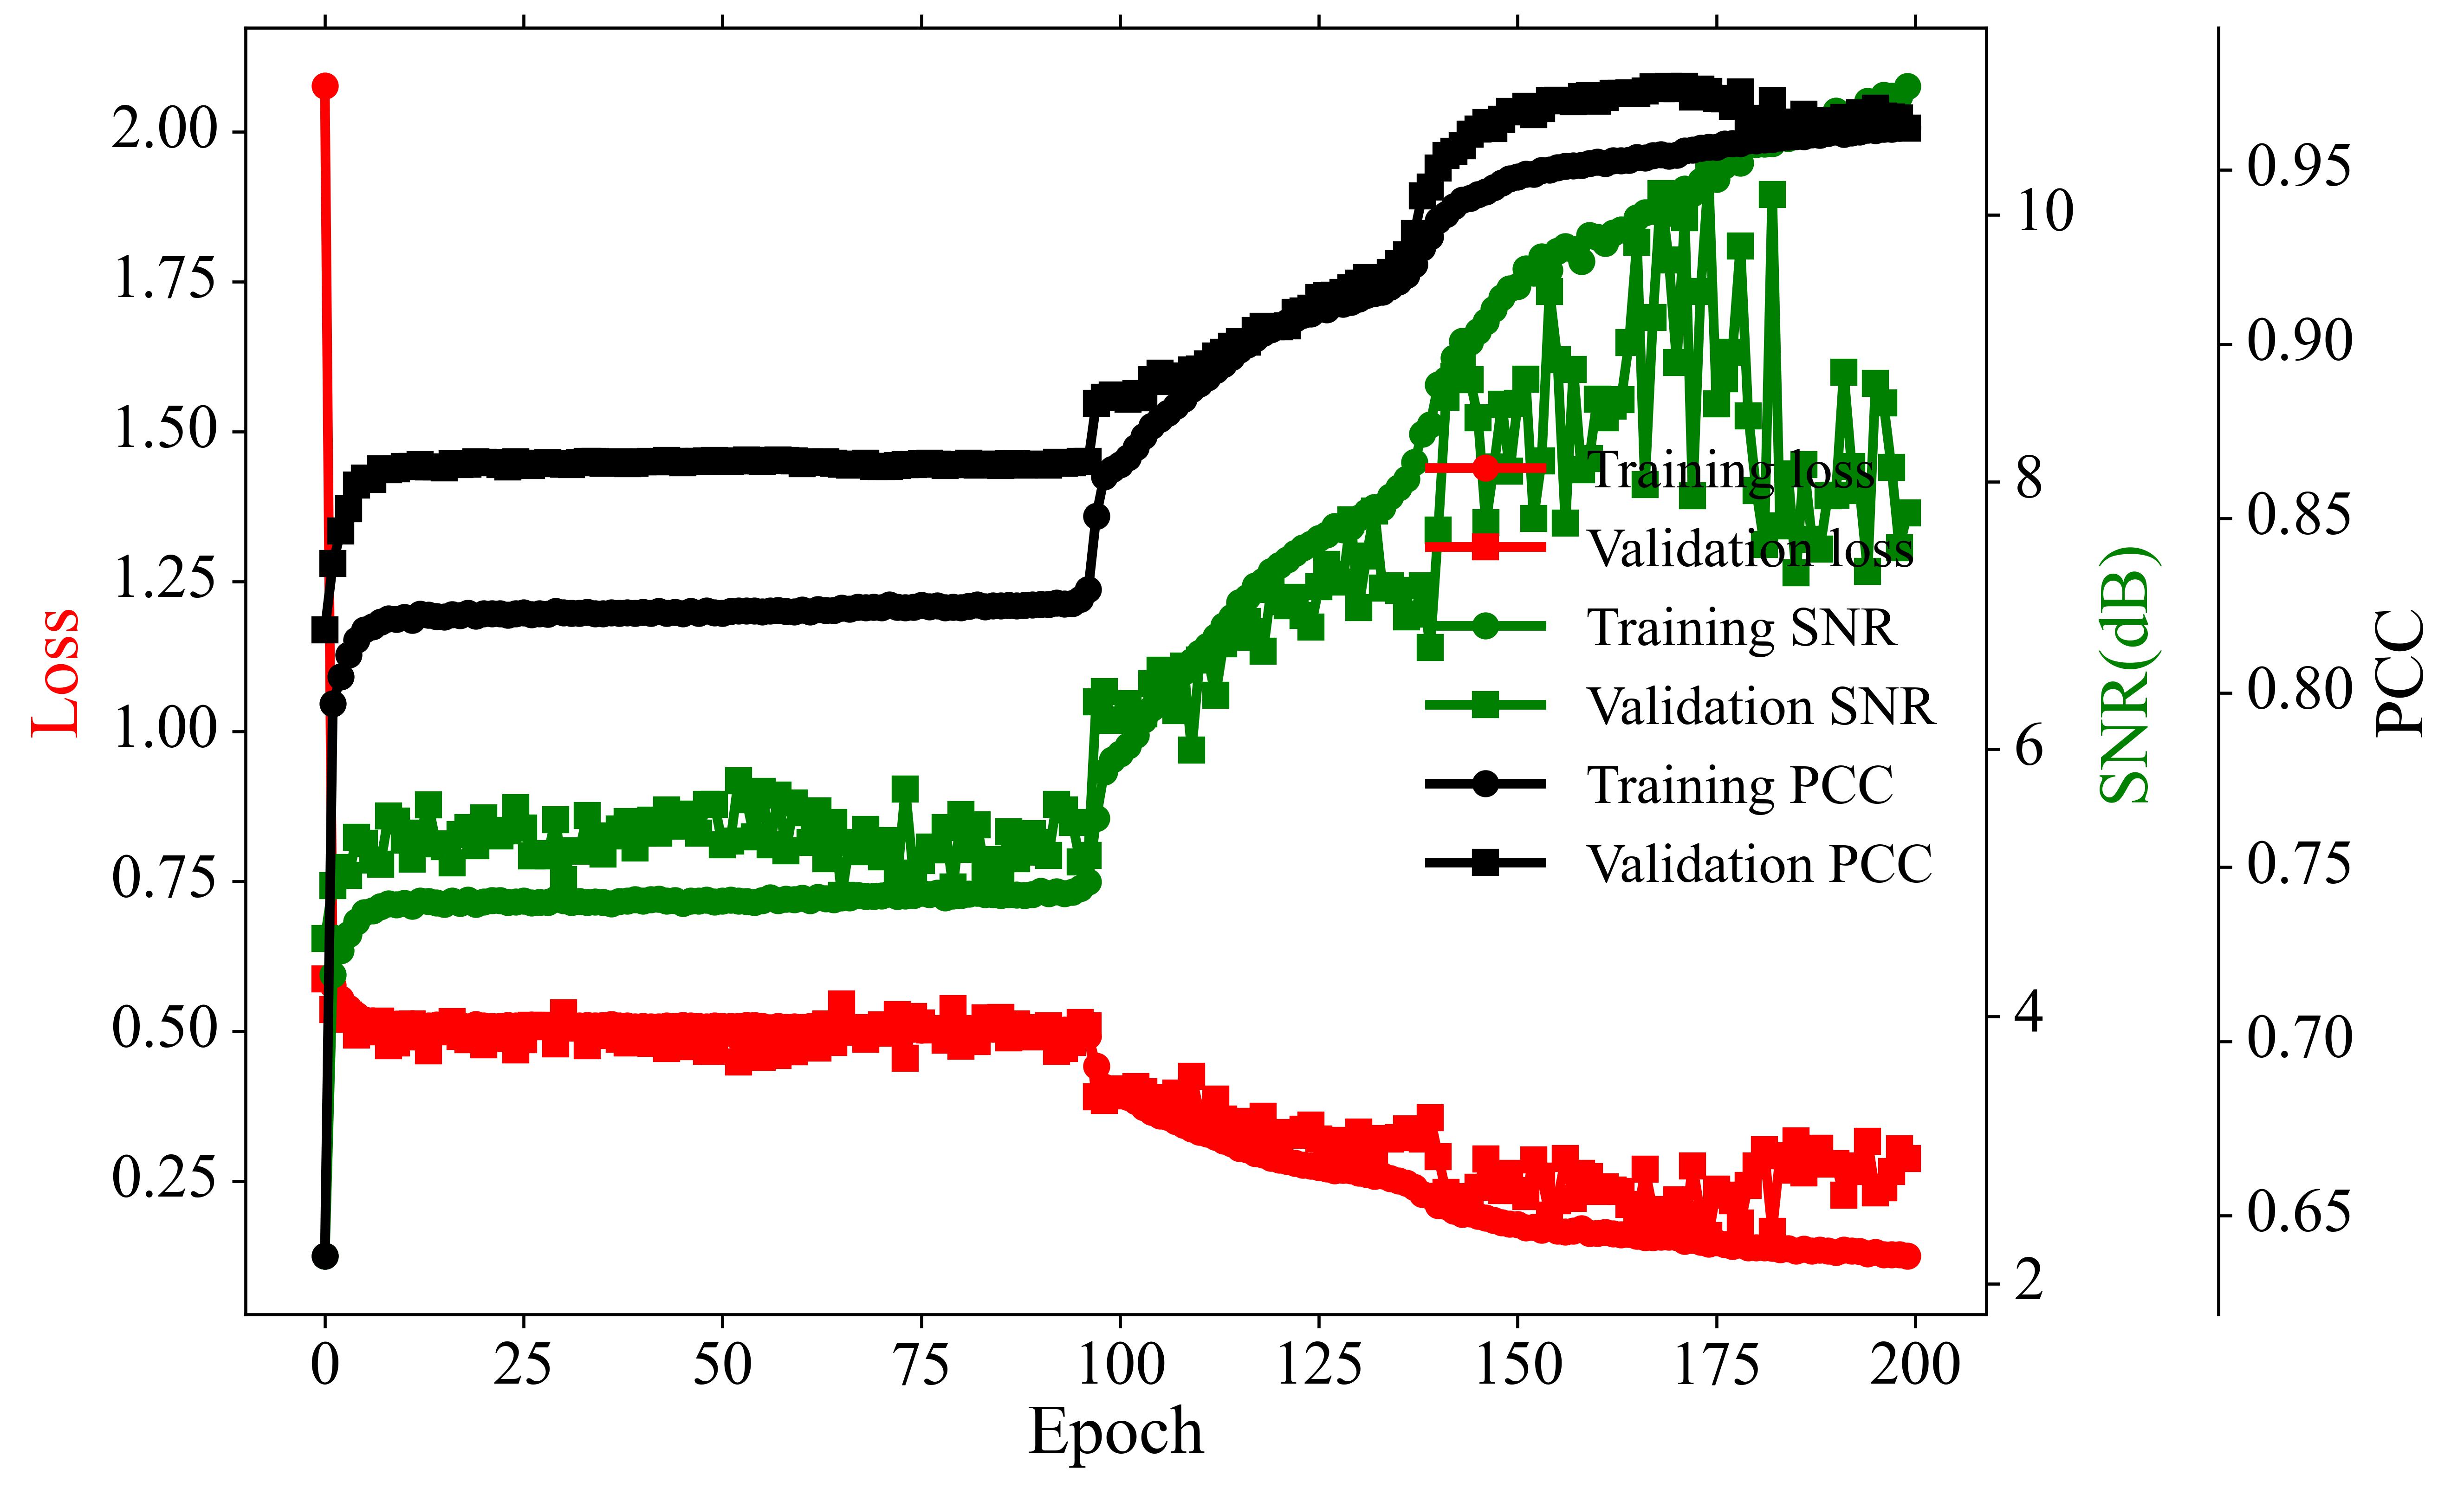 Loss
2.00
1.75
1.50
1.25
1.00
0.75
0.50
0.25
0 25 50 75 100 125 150 175 200
Epoch
Training loss
Validation loss
Training SNR
Validation SNR
Training PCC
Validation PCC
10
8
6
4
2
SNR(dB)
0.95
0.90
0.85
0.80
0.75
0.70
0.65
PCC